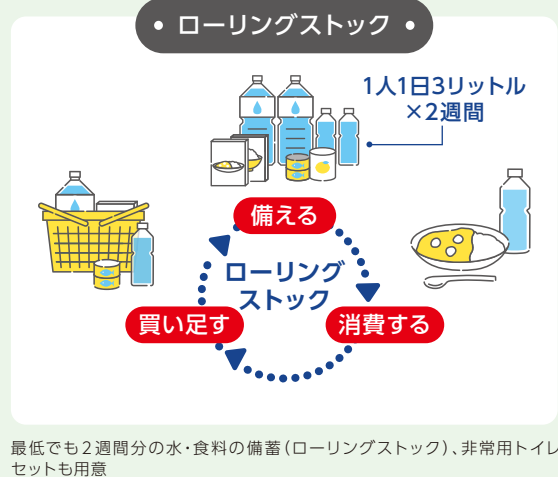 • ローリングストック •
1人1日3リットル
×2週間
備える
ローリング
ストック
買い足す
消費する
最低でも2週間分の水・食料の備蓄(ローリングストック)、非常用トイレ
セットも用意